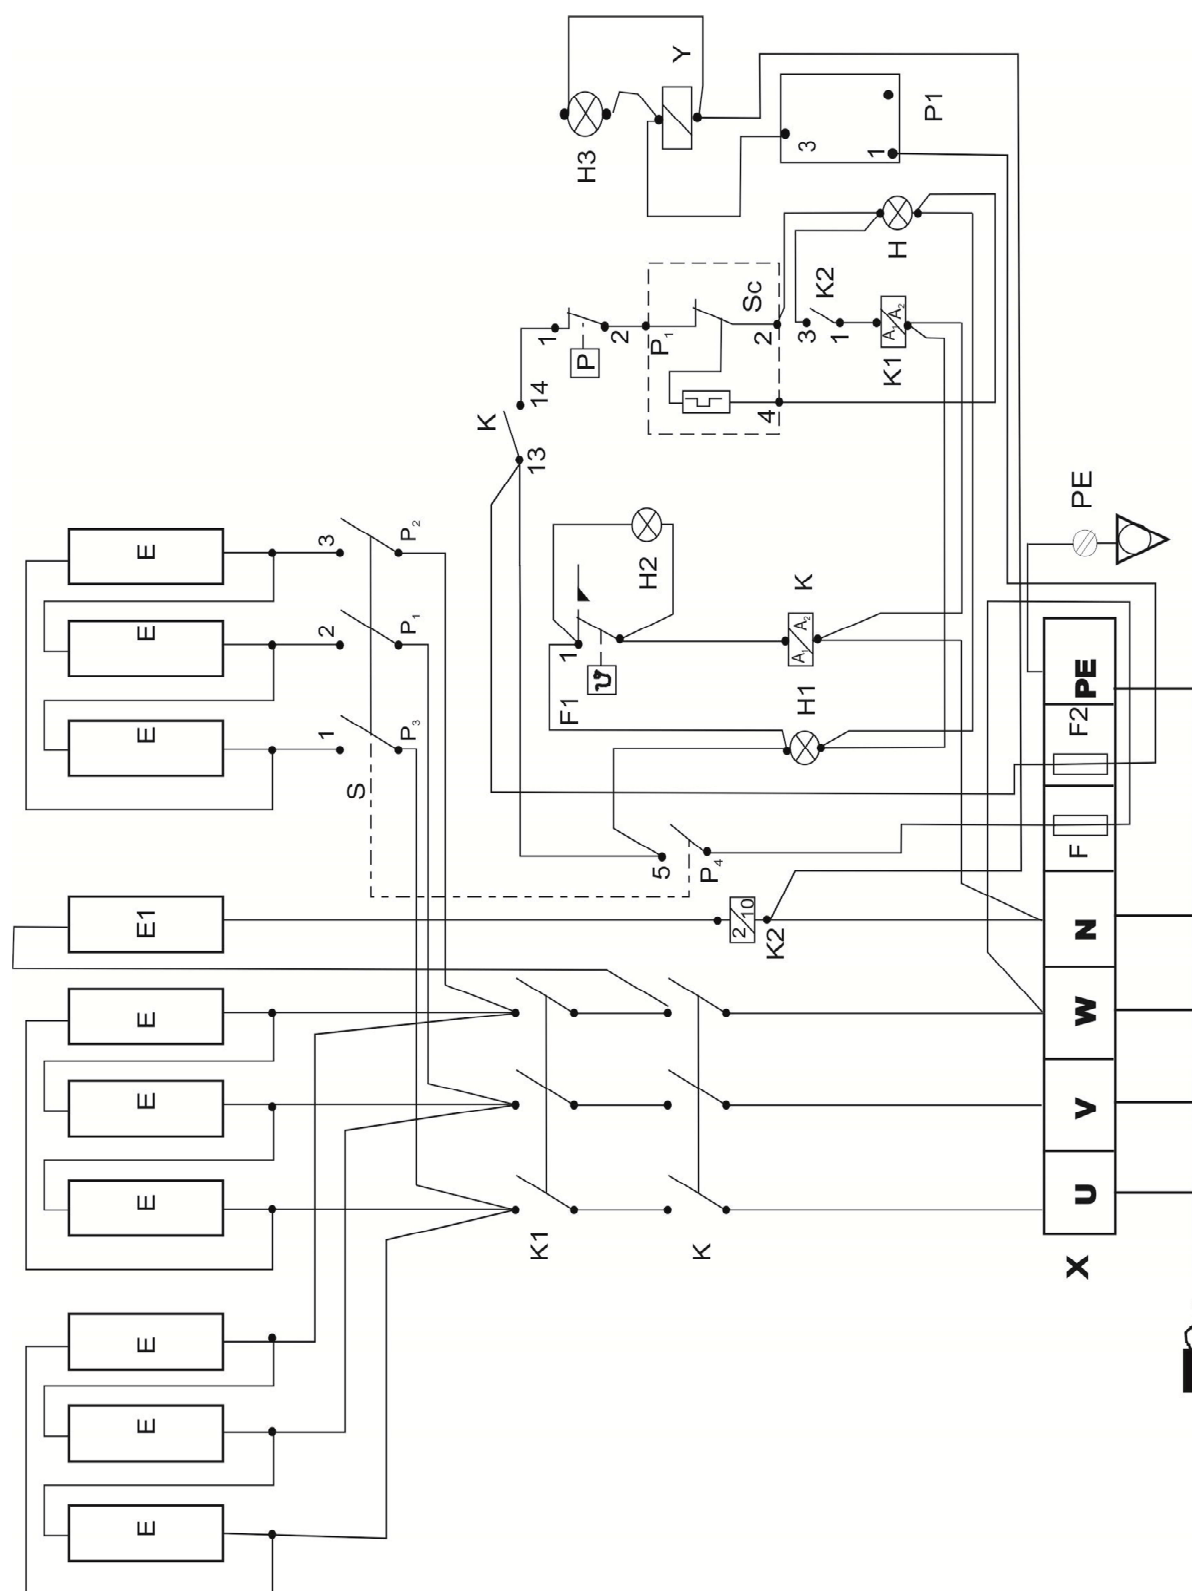 Y
H3
P1
3
1
H
K2
3
1
A₁ A₂
K1
Sc
P₁
2
4
1
P
2
14
K
13
PE
E
E
E
3
2
1
P₂
P₁
P₃
S
H2
1
F1
ϑ
K
A₁ A₂
H1
5
P₄
E1
2/10
K2
E
E
E
E
E
E
K1
K
X
U
V
W
N
F
F2
PE